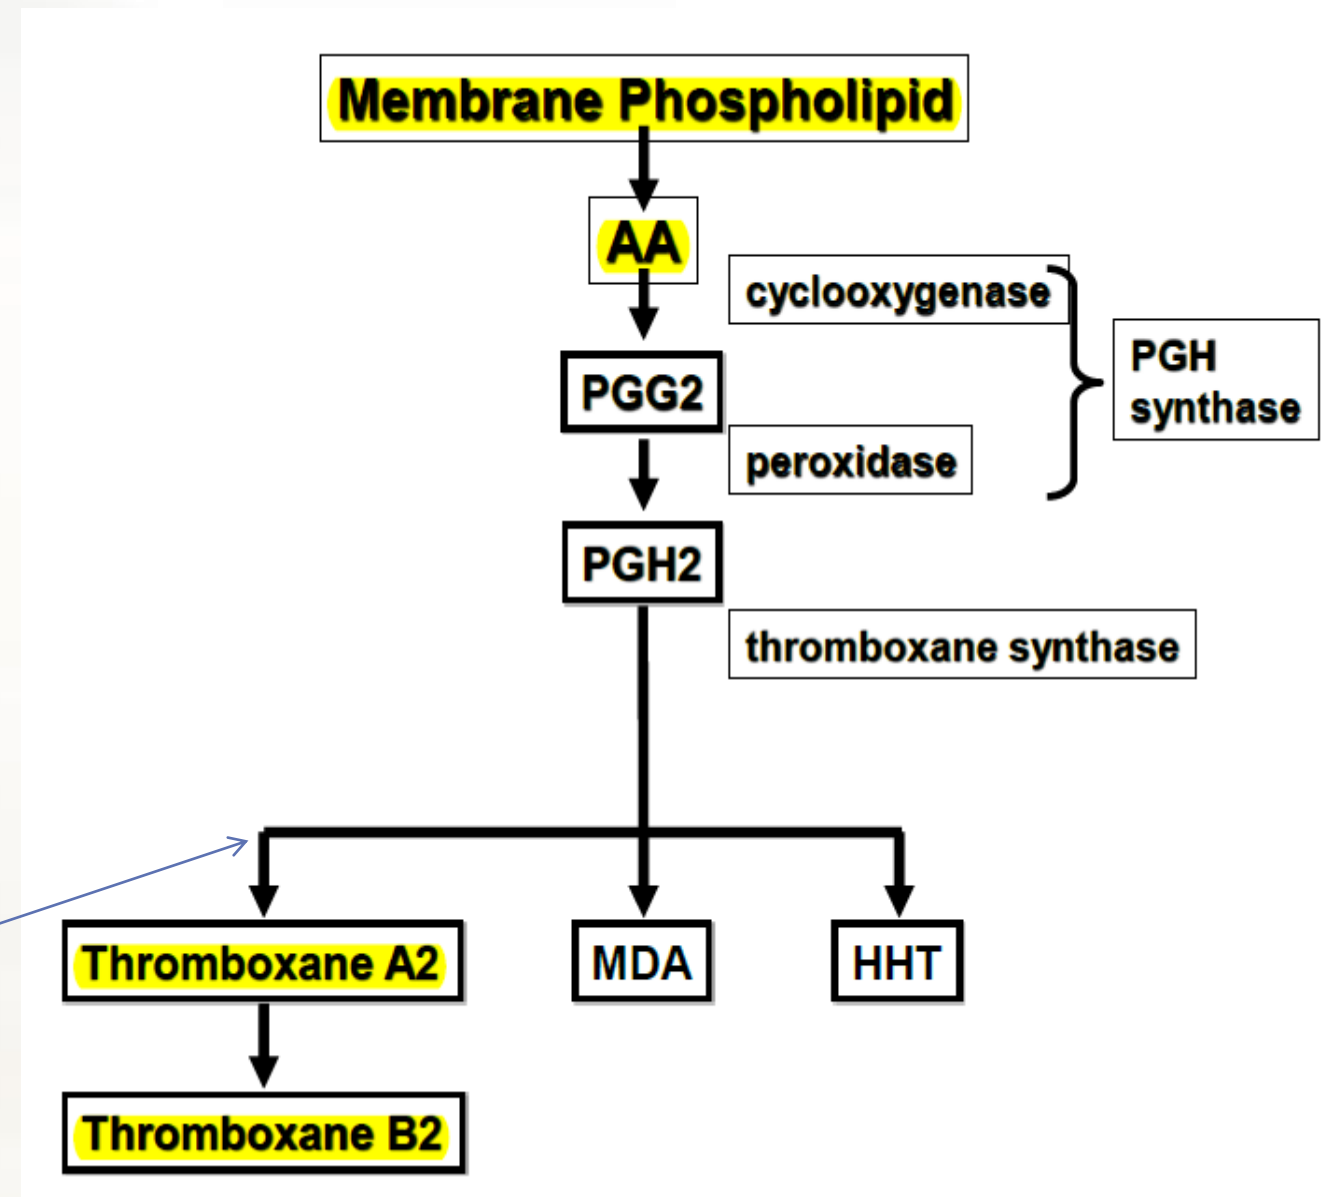 Membrane Phospholipid
AA
cyclooxygenase
PGH
synthase
PGG2
peroxidase
PGH2
thromboxane synthase
Thromboxane A2
MDA
HHT
Thromboxane B2